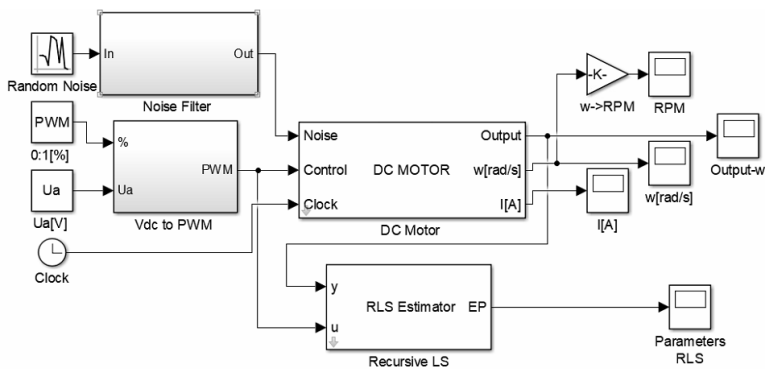 Random Noise
In
Out
Noise Filter
PWM
0:1[%]
Ua
Ua[V]
%
Ua
PWM
Vdc to PWM
Clock
Noise
Control
Clock
DC MOTOR
Output
w[rad/s]
I[A]
DC Motor
-K-
w->RPM
RPM
Output-w
w[rad/s]
I[A]
y
u
RLS Estimator
EP
Recursive LS
Parameters
RLS